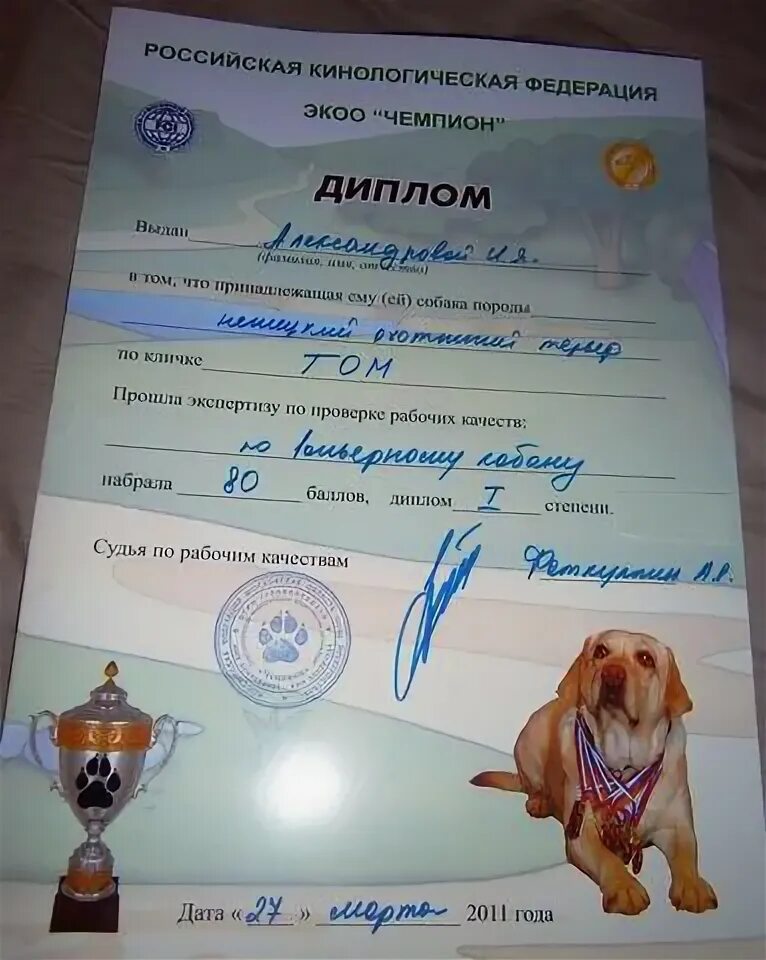 РОССИЙСКАЯ КИНОЛОГИЧЕСКАЯ ФЕДЕРАЦИЯ
ЭКОО "ЧЕМПИОН"
ДИПЛОМ
Выдан Александровой И.Я.
(фамилия, имя, отчество)
в том, что принадлежащая ему (ей) собака породы
немецкий охотничий терьер
по кличке ТОМ
Прошла экспертизу по проверке рабочих качеств:
по вольерному кабану
набрала 80 баллов, диплом I степени.
Судья по рабочим качествам
Дата «27» марта 2011 года